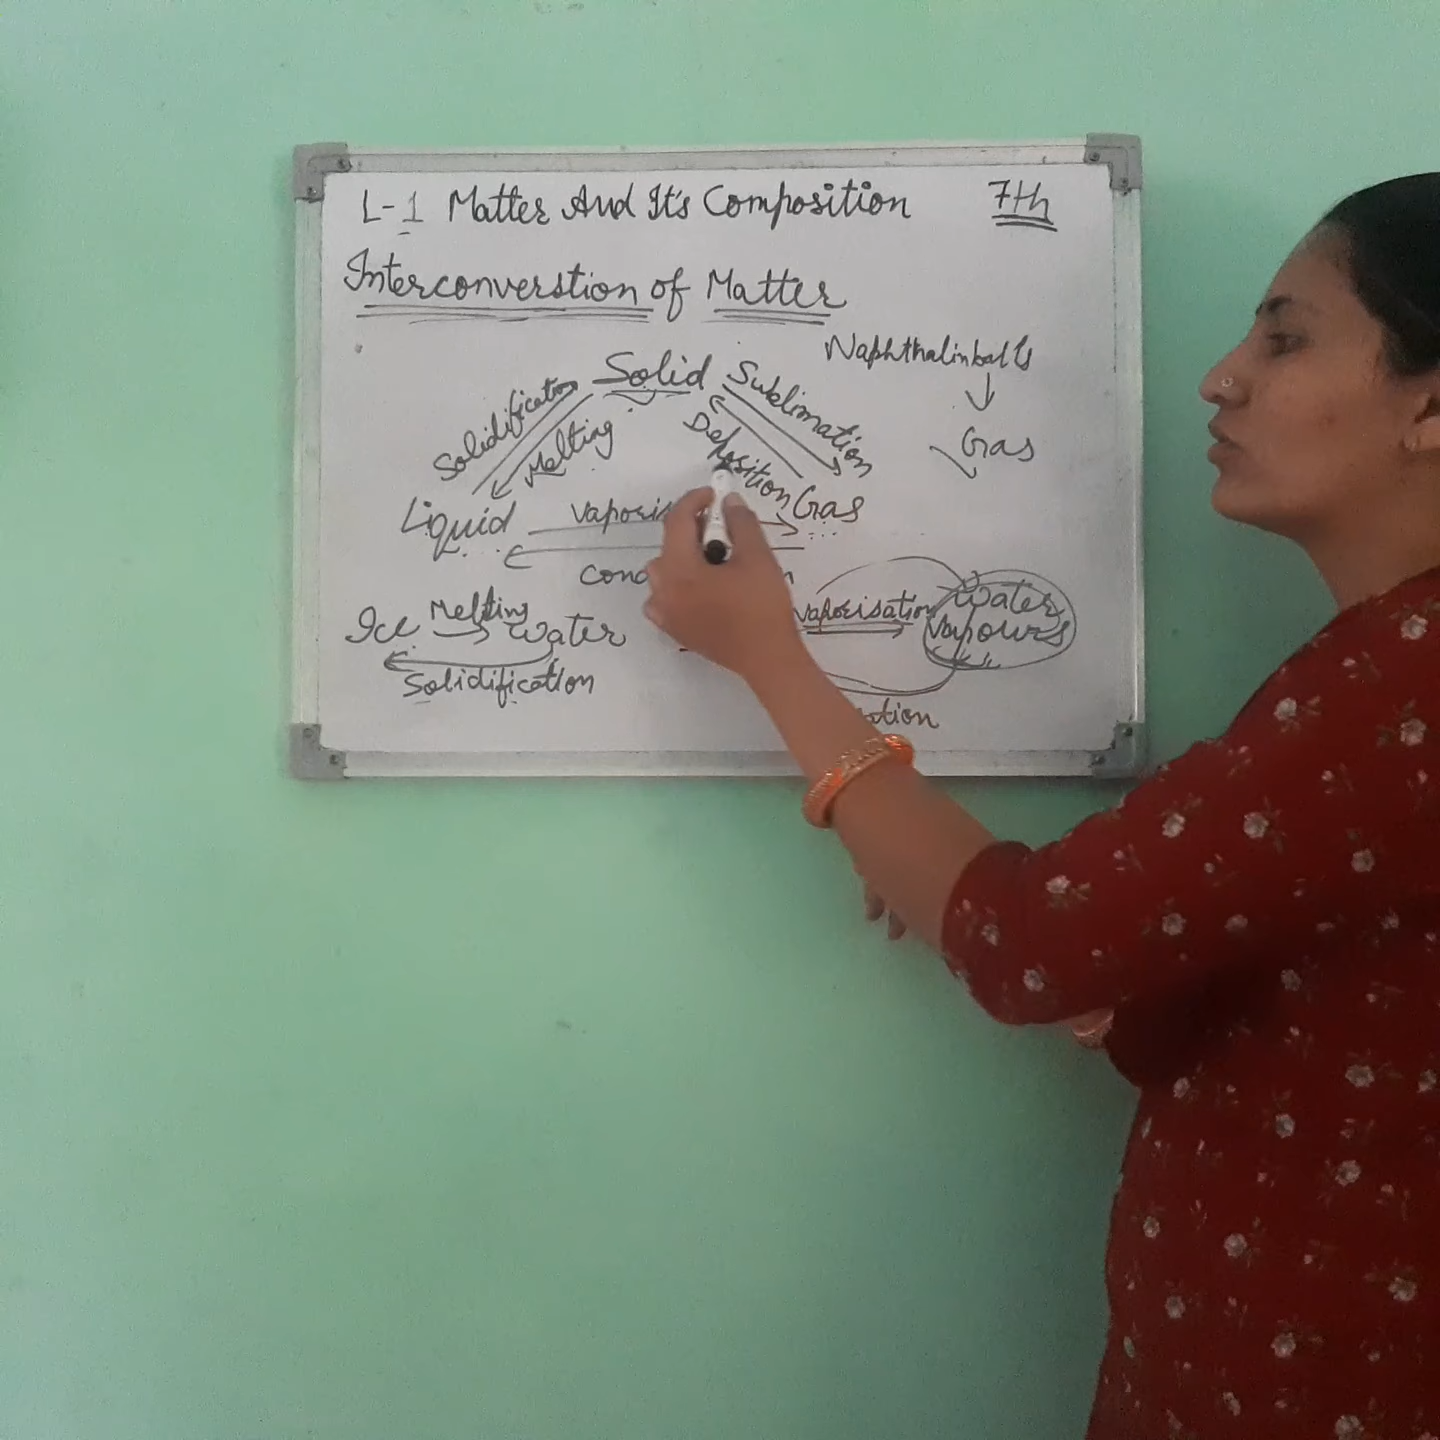 L-1 Matter And It's Composition 7th
Interconverstion of Matter
Naphthalinballs
Gas
Solid
Solidification
Melting
Sublimation
Deposition
Liquid
Gas
Ice Melting water
Solidification
vaporisation water
vapours